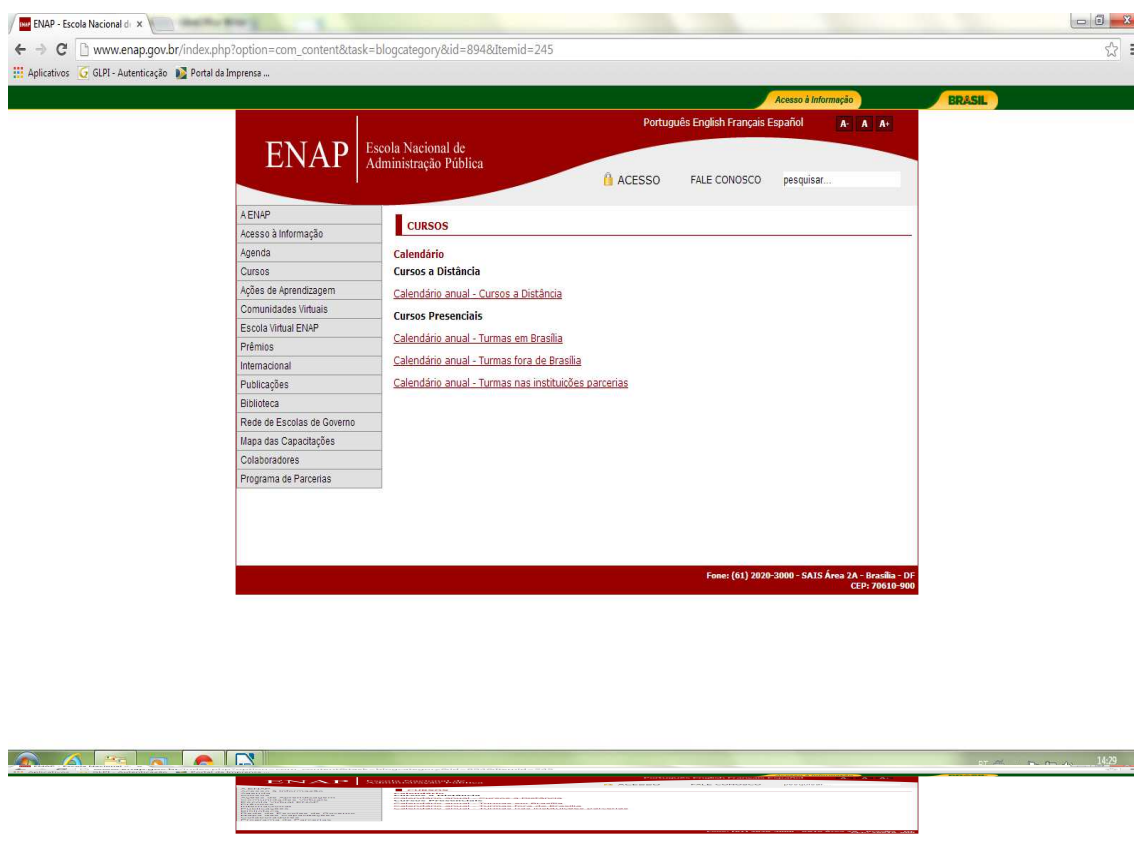 ENAP - Escola Nacional d
www.enap.gov.br/index.php?option=com_content&task=blogcategory&id=894&Itemid=245
Aplicativos GLPI - Autenticação Portal da Imprensa ...
Acesso à Informação BRASIL
Português English Français Español A- A A+
ENAP Escola Nacional de
Administração Pública
ACESSO FALE CONOSCO pesquisar...
A ENAP
Acesso à Informação
Agenda
Cursos
Ações de Aprendizagem
Comunidades Virtuais
Escola Virtual ENAP
Prêmios
Internacional
Publicações
Biblioteca
Rede de Escolas de Governo
Mapa das Capacitações
Colaboradores
Programa de Parcerias
CURSOS
Calendário
Cursos a Distância
Calendário anual - Cursos a Distância
Cursos Presenciais
Calendário anual - Turmas em Brasília
Calendário anual - Turmas fora de Brasília
Calendário anual - Turmas nas instituições parcerias
Fone: (61) 2020-3000 - SAIS Área 2A - Brasília - DF
CEP: 70610-900
14:29